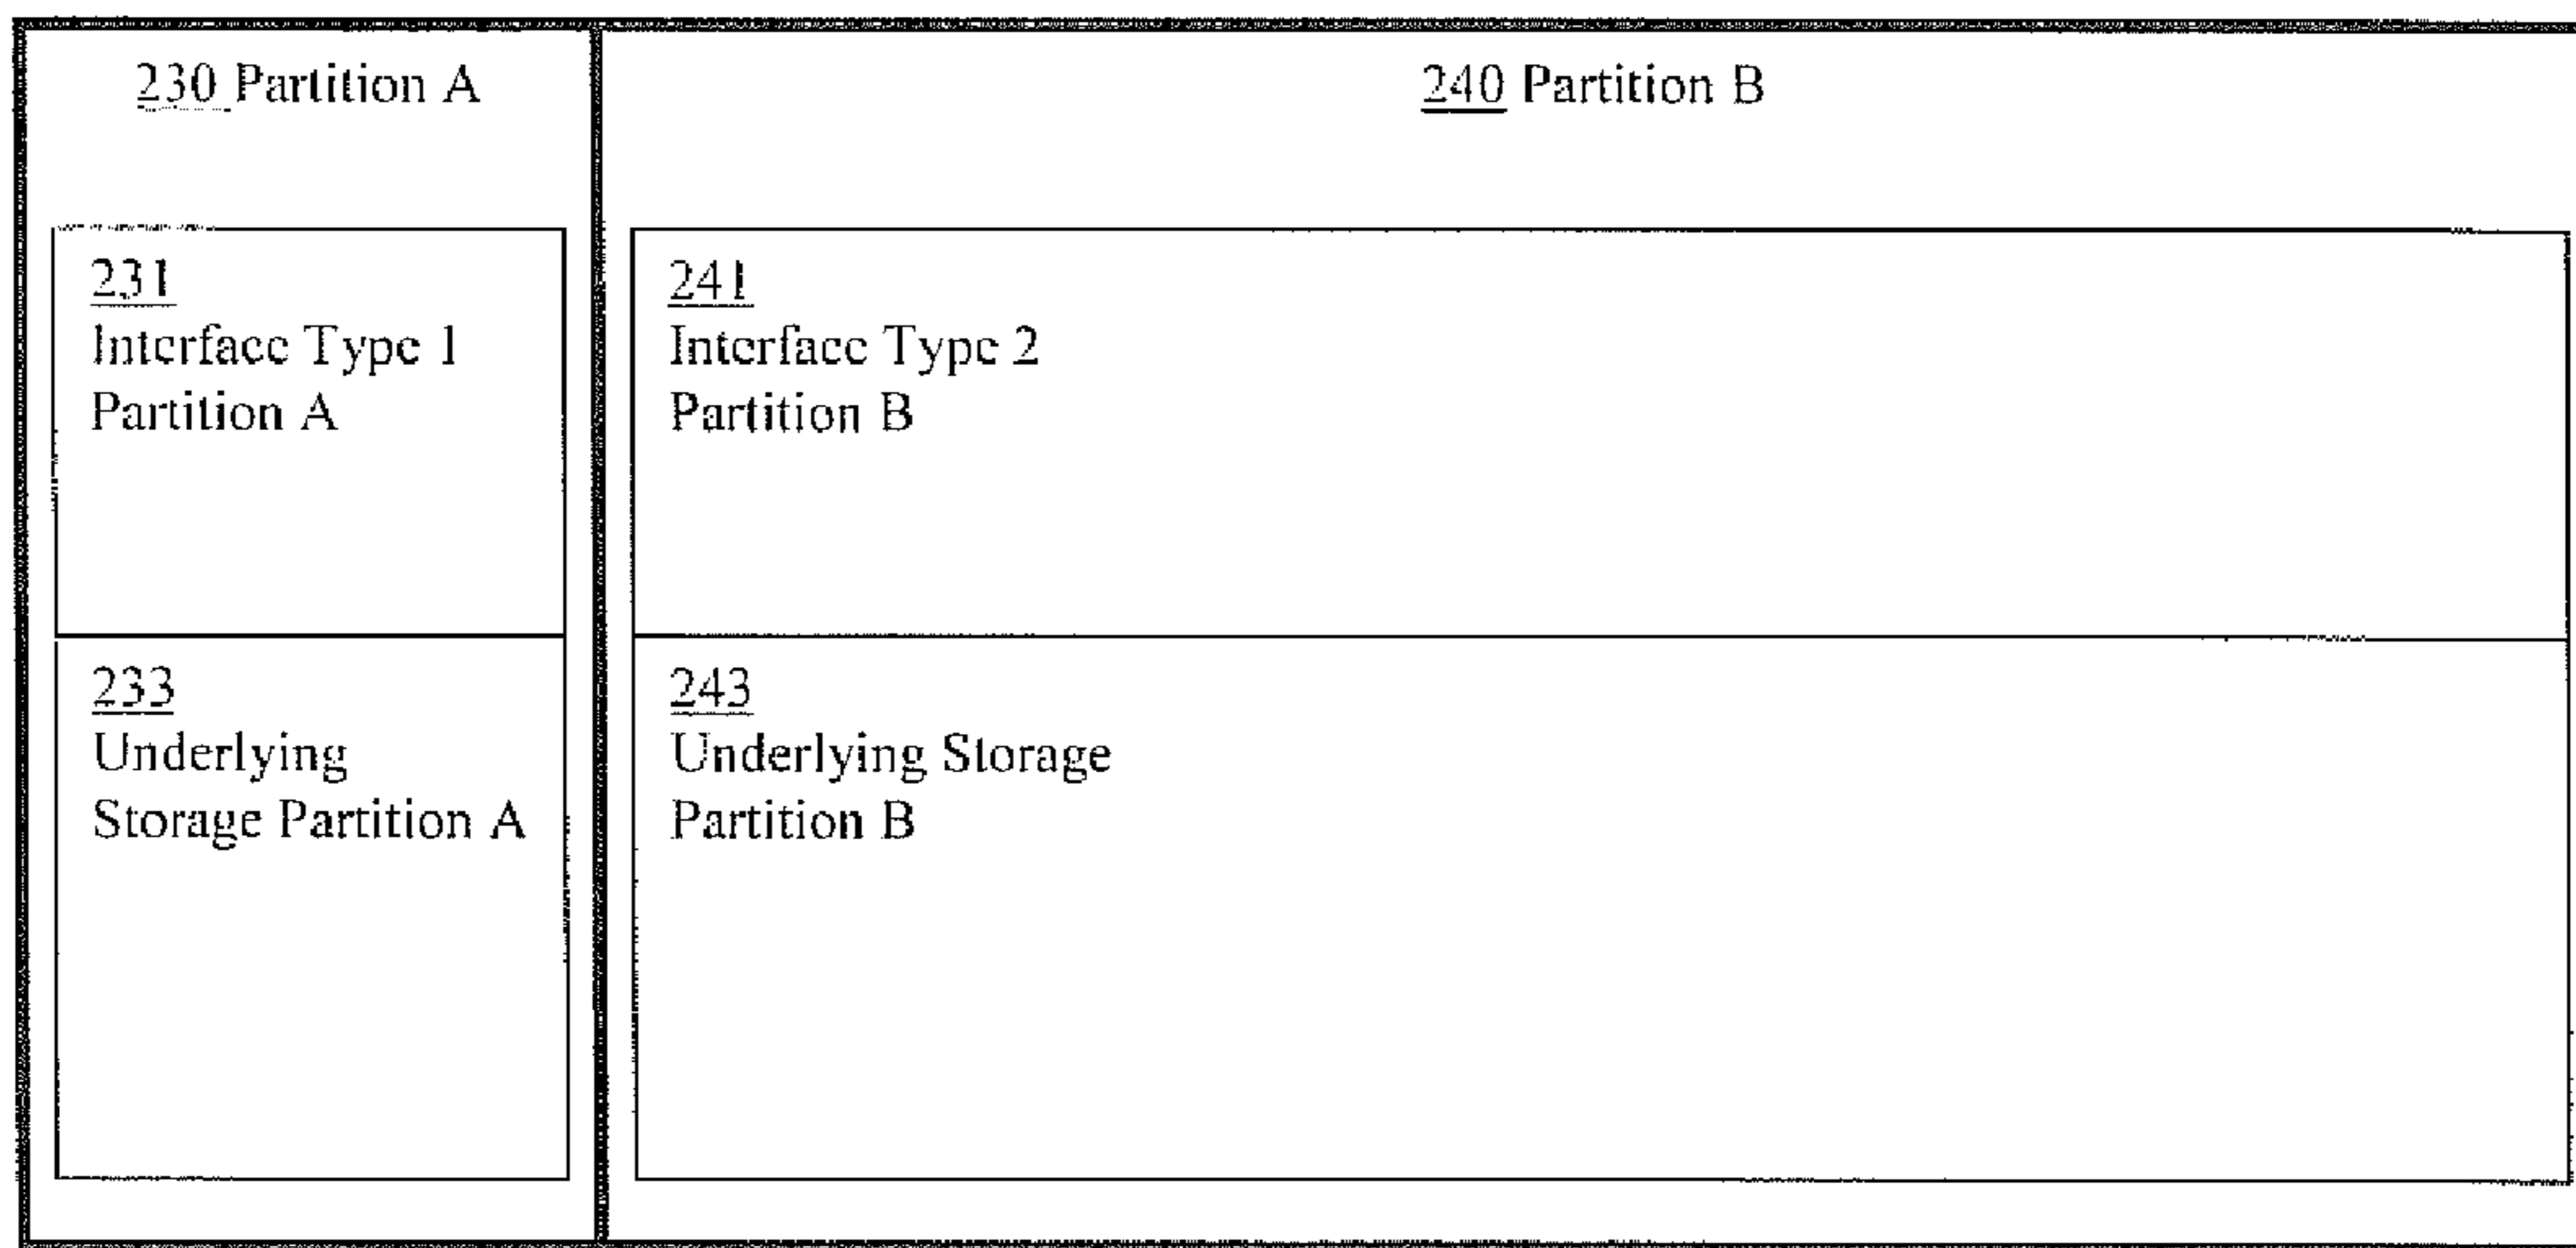 230 Partition A
240 Partition B
231
Interface Type 1
Partition A
241
Interface Type 2
Partition B
233
Underlying
Storage Partition A
243
Underlying Storage
Partition B